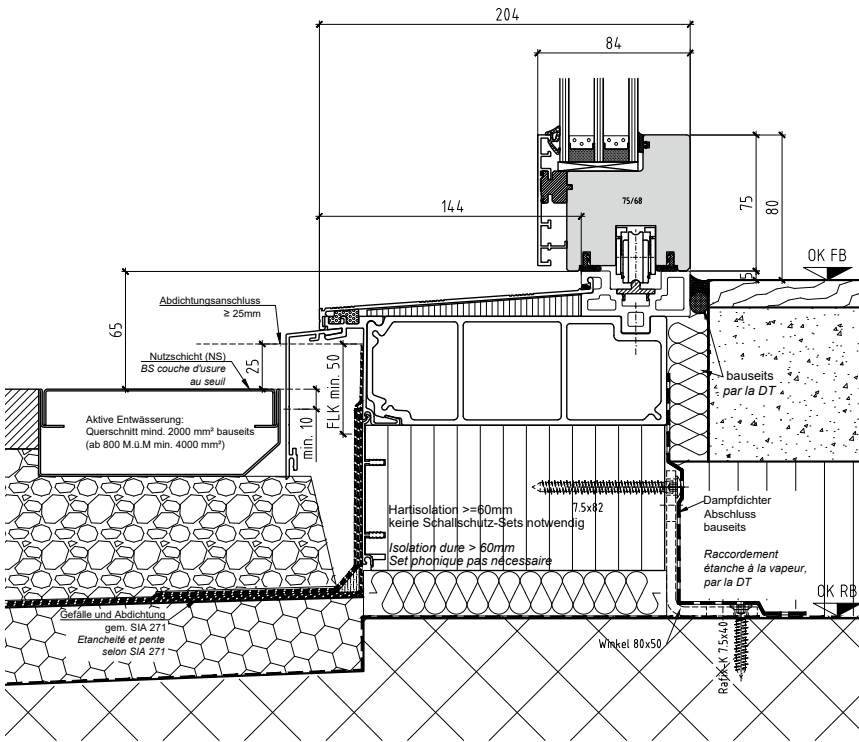 204
84
144
75/68
75
80
5
OK FB
65
Abdichtungsanschluss
≥ 25mm
25
FLK min. 50
Nutzschicht (NS)
BS couche d'usure
au seuil
min. 10
Aktive Entwässerung:
Querschnitt mind. 2000 mm² bauseits
(ab 800 M.ü.M min. 4000 mm²)
bauseits
par la DT
7.5x82
Hartisolation >=60mm
keine Schallschutz-Sets notwendig
Isolation dure > 60mm
Set phonique pas nécessaire
Dampfdichter
Abschluss
bauseits
Raccordement
étanche à la vapeur,
par la DT
OK RB
Gefälle und Abdichtung
gem. SIA 271
Etancheité et pente
selon SIA 271
Winkel 80x50
Rafix-K 7.5x40